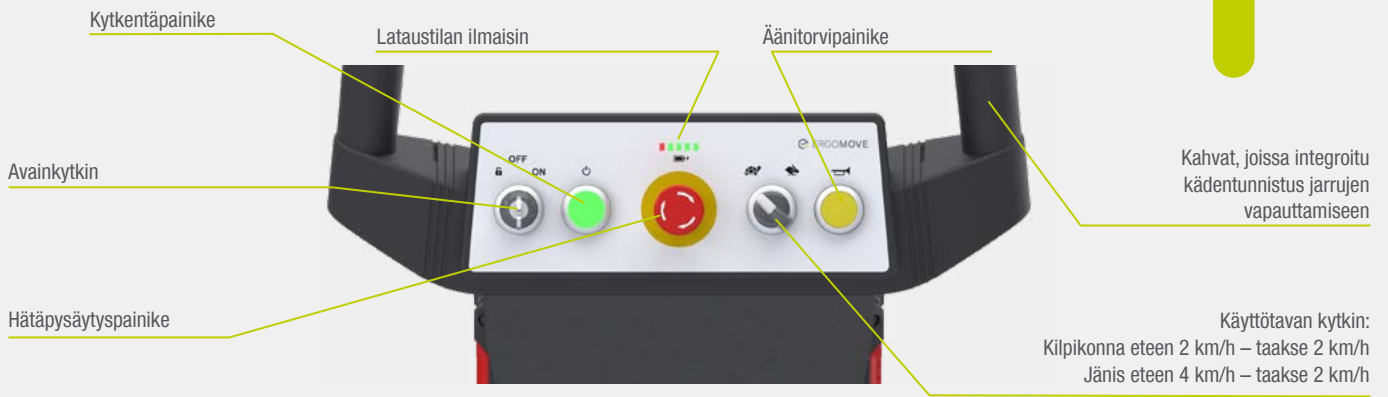 Kytkentäpainike
Lataustilan ilmaisin
Äänitorvipainike
ERGOMOVE
OFF
ON
Avainkytkin
Kahvat, joissa integroitu
kädentunnistus jarrujen
vapauttamiseen
Hätäpysäytyspainike
Käyttötavan kytkin:
Kilpikonna eteen 2 km/h – taakse 2 km/h
Jänis eteen 4 km/h – taakse 2 km/h